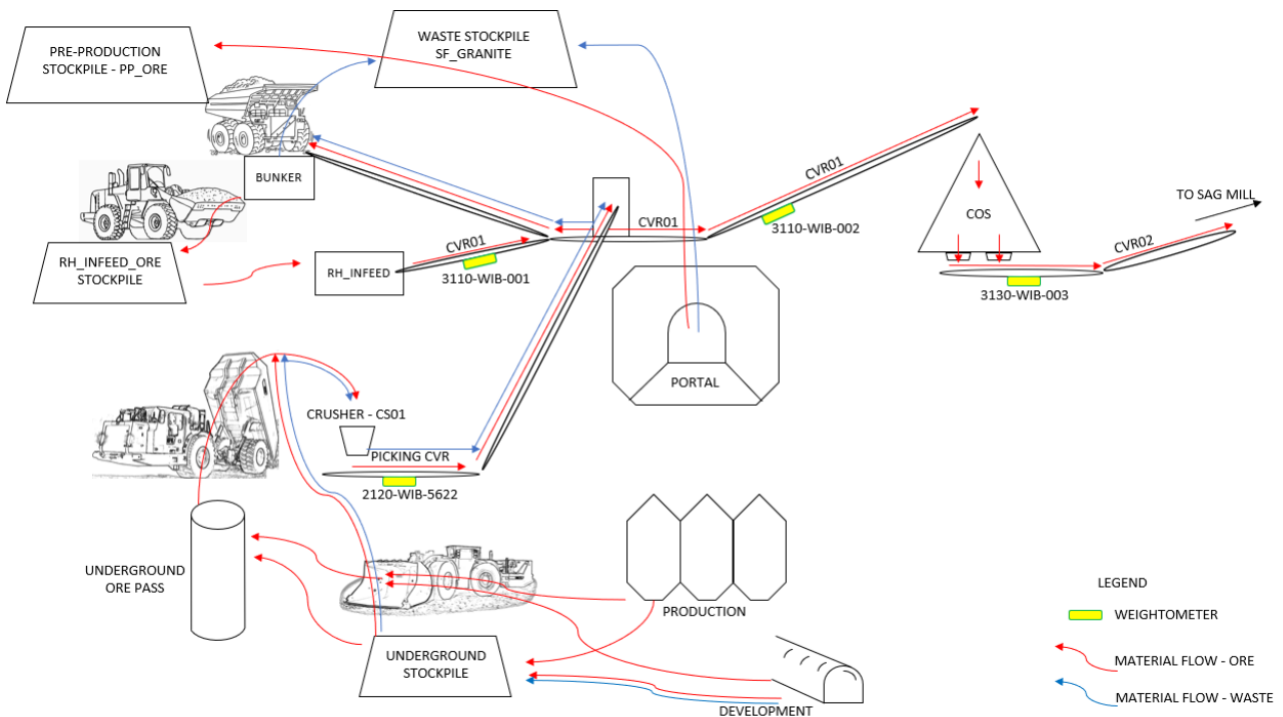 PRE-PRODUCTION
STOCKPILE - PP_ORE
WASTE STOCKPILE
SF_GRANITE
BUNKER
RH_INFEED_ORE
STOCKPILE
RH_INFEED
CVR01
3110-WIB-001
CVR01
CVR01
3110-WIB-002
COS
TO SAG MILL
CVR02
3130-WIB-003
PORTAL
CRUSHER - CS01
PICKING CVR
2120-WIB-5622
UNDERGROUND
ORE PASS
PRODUCTION
UNDERGROUND
STOCKPILE
DEVELOPMENT
LEGEND
WEIGHTOMETER
MATERIAL FLOW - ORE
MATERIAL FLOW - WASTE